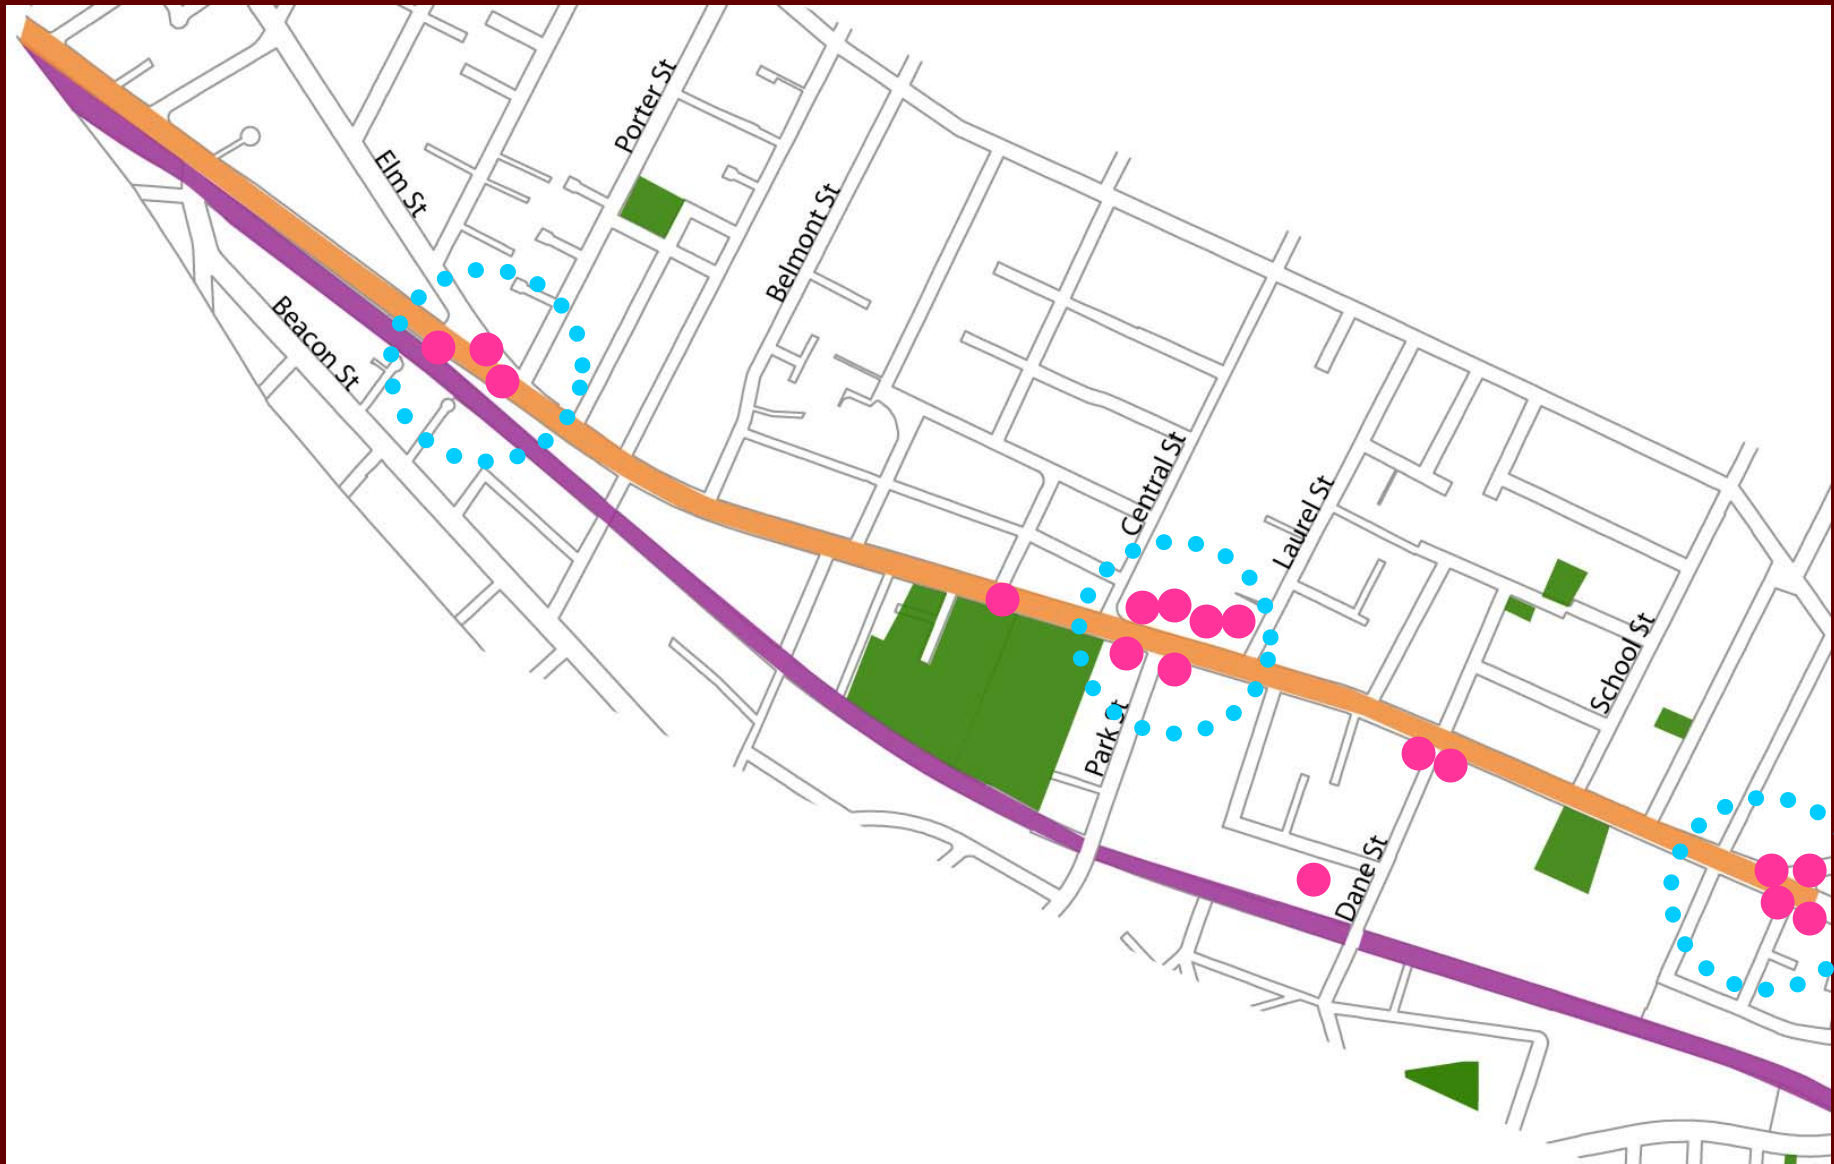 Porter St
Elm St
Belmont St
Beacon St
Central St
Laurel St
School St
Park St
Dane St